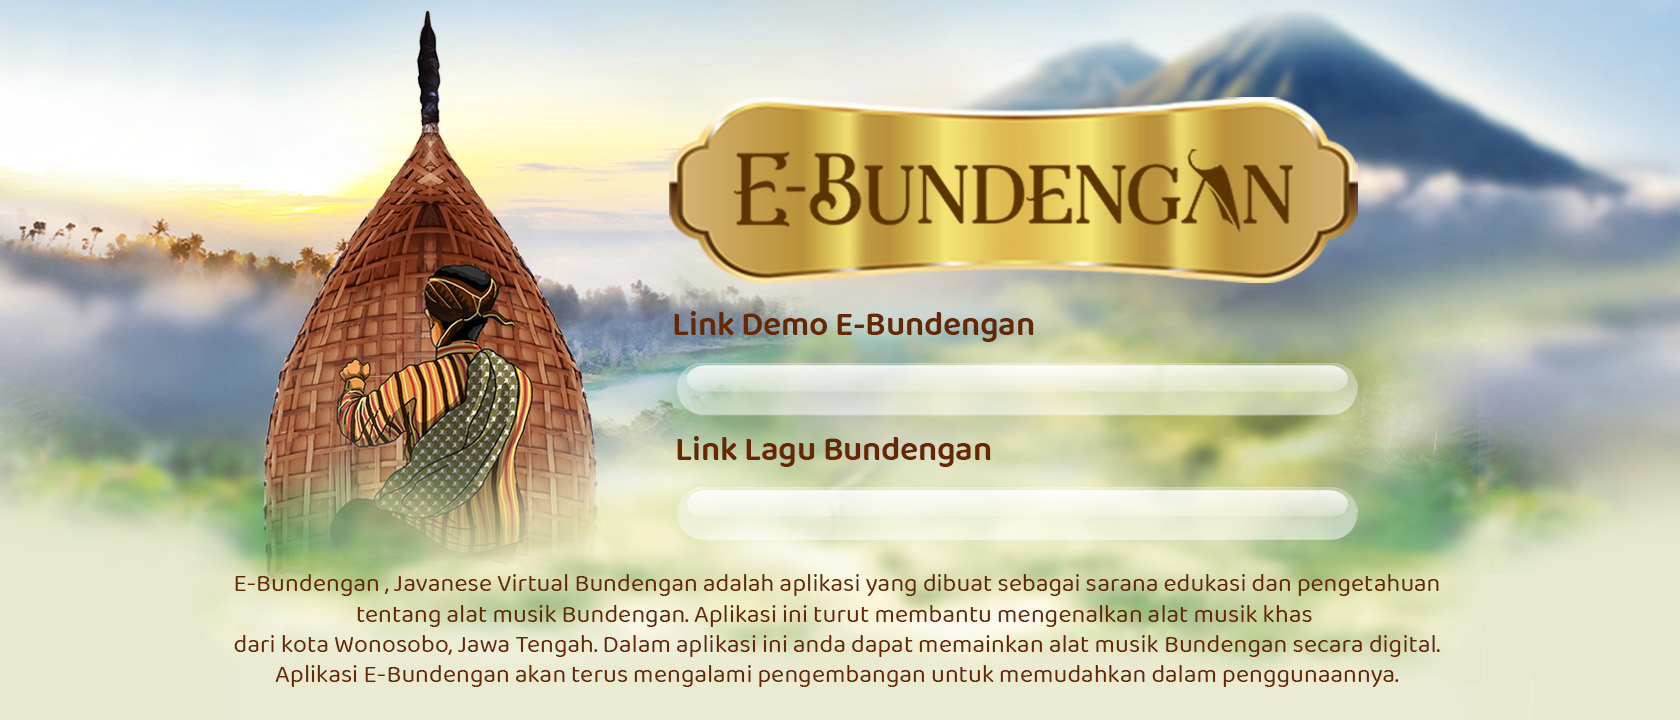 E-BUNDENGAN
Link Demo E-Bundengan
Link Lagu Bundengan
E-Bundengan , Javanese Virtual Bundengan adalah aplikasi yang dibuat sebagai sarana edukasi dan pengetahuan
tentang alat musik Bundengan. Aplikasi ini turut membantu mengenalkan alat musik khas
dari kota Wonosobo, Jawa Tengah. Dalam aplikasi ini anda dapat memainkan alat musik Bundengan secara digital.
Aplikasi E-Bundengan akan terus mengalami pengembangan untuk memudahkan dalam penggunaannya.